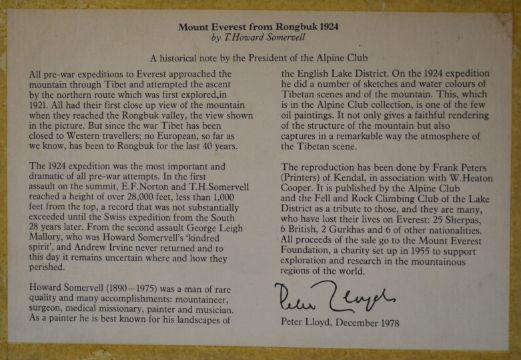 Mount Everest from Rongbuk 1924
by T.Howard Somervell
A historical note by the President of the Alpine Club
All pre-war expeditions to Everest approached the
mountain through Tibet and attempted the ascent
by the northern route which was first explored,in
1921. All had their first close up view of the mountain
when they reached the Rongbuk valley, the view shown
in the picture. But since the war Tibet has been
closed to Western travellers; no European, so far as
we know, has been to Rongbuk for the last 40 years.
The 1924 expedition was the most important and
dramatic of all pre-war attempts. In the first
assault on the summit, E.F.Norton and T.H.Somervell
reached a height of over 28,000 feet, less than 1,000
feet from the top, a record that was not substantially
exceeded until the Swiss expedition from the South
28 years later. From the second assault George Leigh
Mallory, who was Howard Somervell's 'kindred
spirit', and Andrew Irvine never returned and to
this day it remains uncertain where and how they
perished.
Howard Somervell (1890–1975) was a man of rare
quality and many accomplishments: mountaineer,
surgeon, medical missionary, painter and musician.
As a painter he is best known for his landscapes of
the English Lake District. On the 1924 expedition
he did a number of sketches and water colours of
Tibetan scenes and of the mountain. This, which
is in the Alpine Club collection, is one of the few
oil paintings. It not only gives a faithful rendering
of the structure of the mountain but also
captures in a remarkable way the atmosphere of
the Tibetan scene.
The reproduction has been done by Frank Peters
(Printers) of Kendal, in association with W.Heaton
Cooper. It is published by the Alpine Club
and the Fell and Rock Climbing Club of the Lake
District as a tribute to those, and they are many,
who have lost their lives on Everest: 25 Sherpas,
6 British, 2 Gurkhas and 6 of other nationalities.
All proceeds of the sale go to the Mount Everest
Foundation, a charity set up in 1955 to support
exploration and research in the mountainous
regions of the world.
Peter Lloyd
Peter Lloyd, December 1978